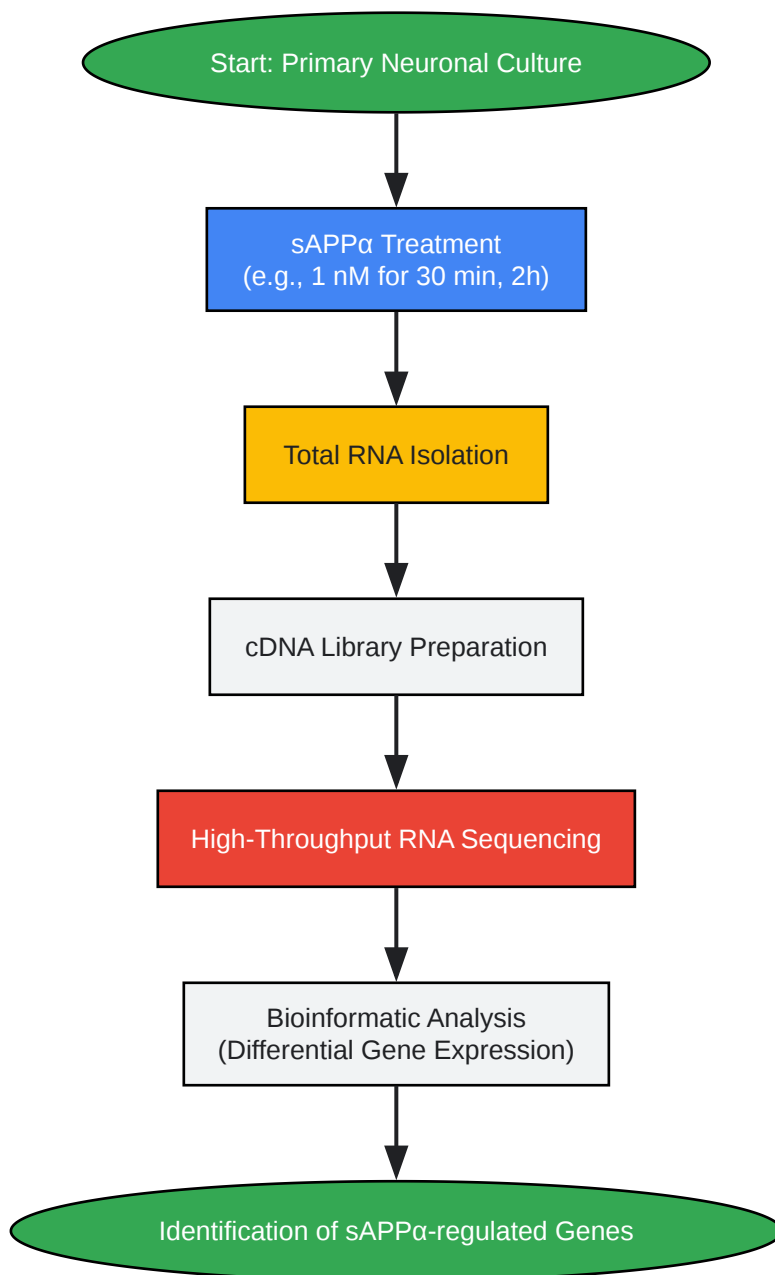 Start: Primary Neuronal Culture
sAPPα Treatment
(e.g., 1 nM for 30 min, 2h)
Total RNA Isolation
cDNA Library Preparation
High-Throughput RNA Sequencing
Bioinformatic Analysis
(Differential Gene Expression)
Identification of sAPPα-regulated Genes